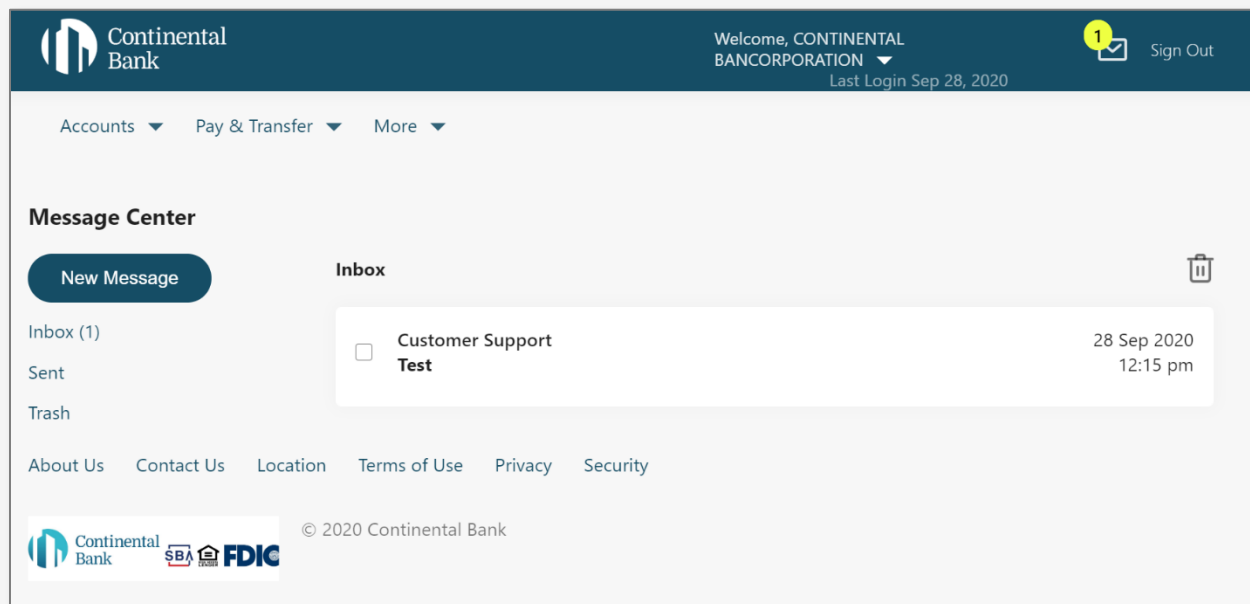 Continental
Bank
Welcome, CONTINENTAL
BANCORPORATION
Last Login Sep 28, 2020
1
Sign Out
Accounts
Pay & Transfer
More
Message Center
New Message
Inbox
Inbox (1)
Customer Support
28 Sep 2020
Test
12:15 pm
Sent
Trash
About Us
Contact Us
Location
Terms of Use
Privacy
Security
© 2020 Continental Bank
Continental
Bank
SBA
FDIC